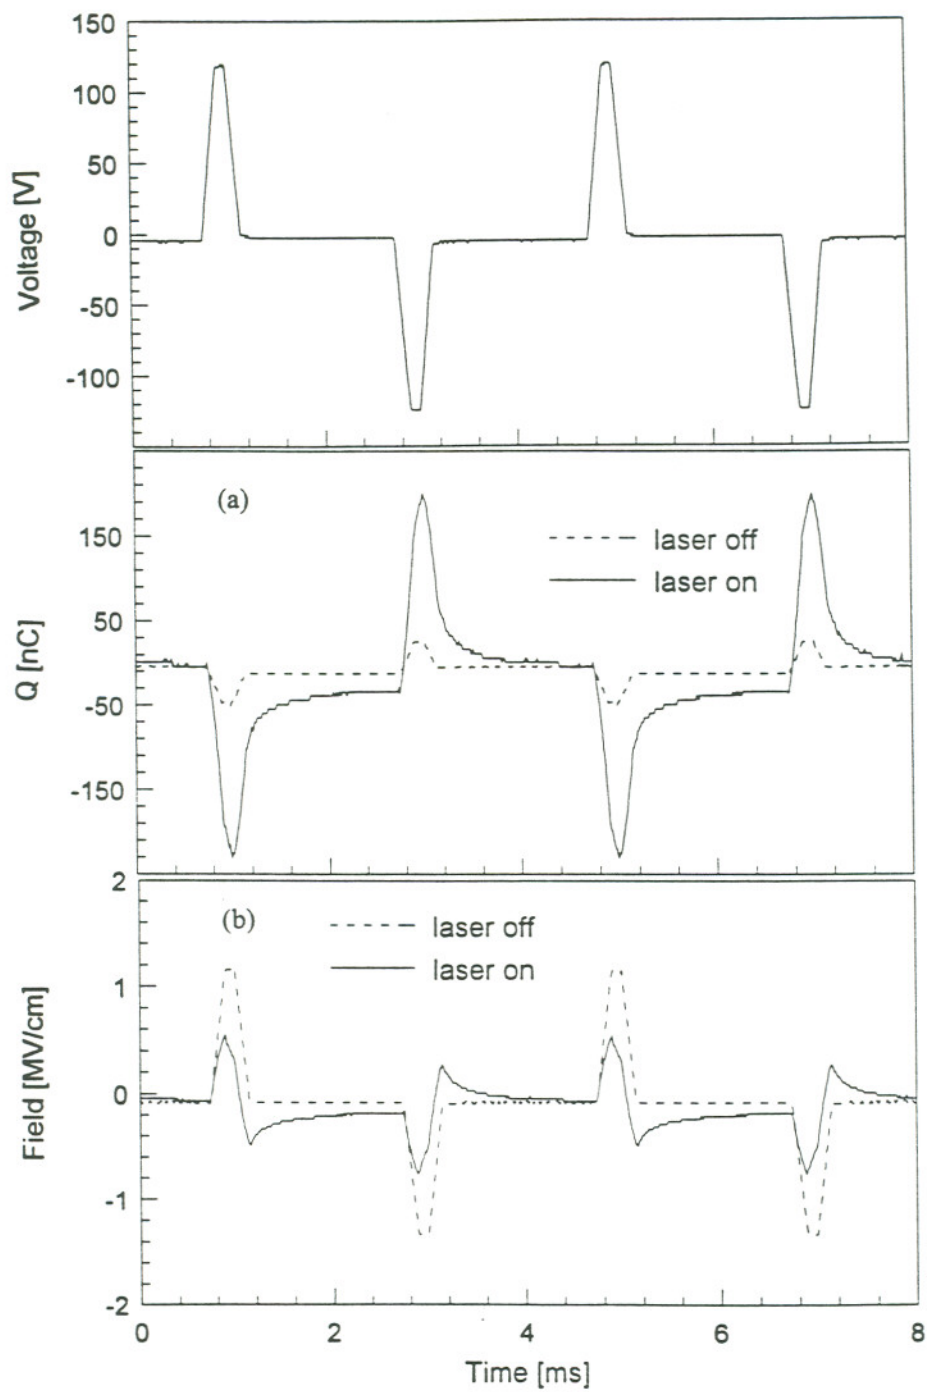 150
100
50
0
-50
-100
Voltage [V]
(a)
laser off
laser on
150
50
-50
-150
Q [nC]
(b)
laser off
laser on
2
1
0
-1
-2
Field [MV/cm]
0 2 4 6 8
Time [ms]